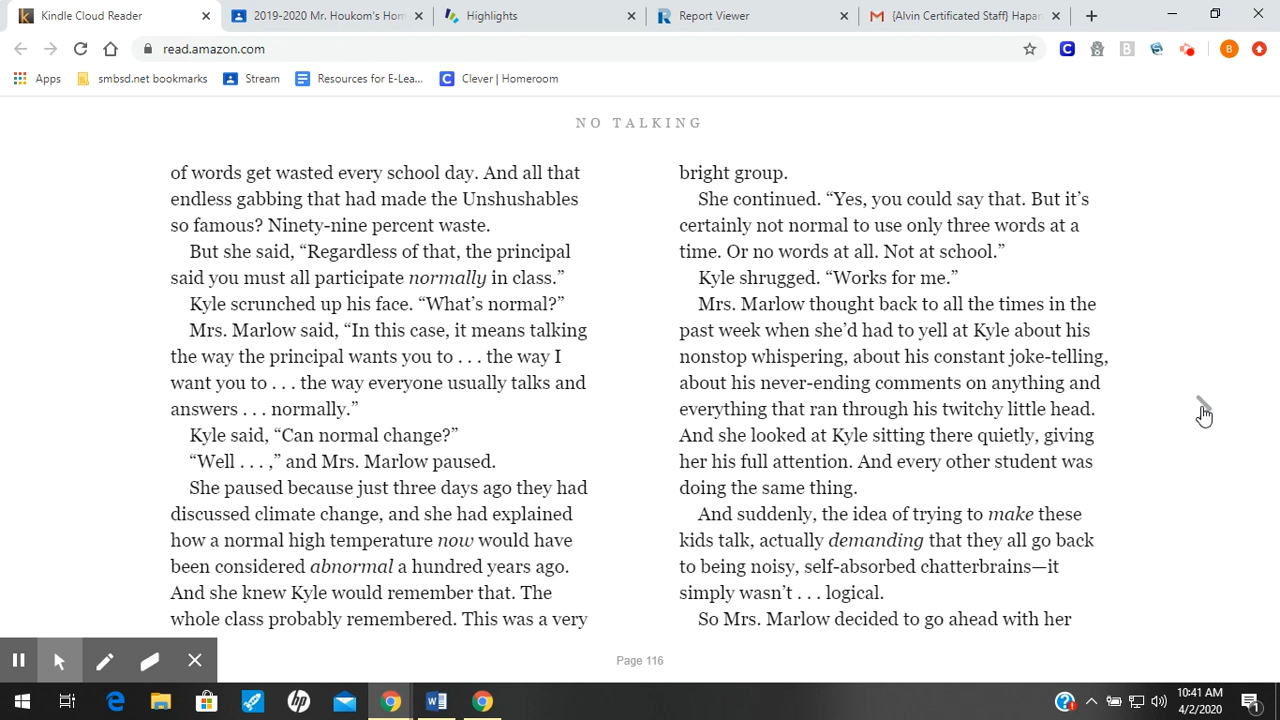 Kindle Cloud Reader
2019-2020 Mr. Houkom's Hom
Highlights
Report Viewer
{Alvin Certificated Staff} Hapar
read.amazon.com
Apps
smbsd.net bookmarks
Stream
Resources for E-Lea...
Clever | Homeroom
NO TALKING
of words get wasted every school day. And all that
endless gabbing that had made the Unshushables
so famous? Ninety-nine percent waste.
But she said, “Regardless of that, the principal
said you must all participate normally in class.”
Kyle scrunched up his face. “What’s normal?”
Mrs. Marlow said, “In this case, it means talking
the way the principal wants you to . . . the way I
want you to . . . the way everyone usually talks and
answers . . . normally.”
Kyle said, “Can normal change?”
“Well . . . ,” and Mrs. Marlow paused.
She paused because just three days ago they had
discussed climate change, and she had explained
how a normal high temperature now would have
been considered abnormal a hundred years ago.
And she knew Kyle would remember that. The
whole class probably remembered. This was a very
bright group.
She continued. “Yes, you could say that. But it’s
certainly not normal to use only three words at a
time. Or no words at all. Not at school.”
Kyle shrugged. “Works for me.”
Mrs. Marlow thought back to all the times in the
past week when she’d had to yell at Kyle about his
nonstop whispering, about his constant joke-telling,
about his never-ending comments on anything and
everything that ran through his twitchy little head.
And she looked at Kyle sitting there quietly, giving
her his full attention. And every other student was
doing the same thing.
And suddenly, the idea of trying to make these
kids talk, actually demanding that they all go back
to being noisy, self-absorbed chatterbrains—it
simply wasn’t . . . logical.
So Mrs. Marlow decided to go ahead with her
Page 116
10:41 AM
4/2/2020